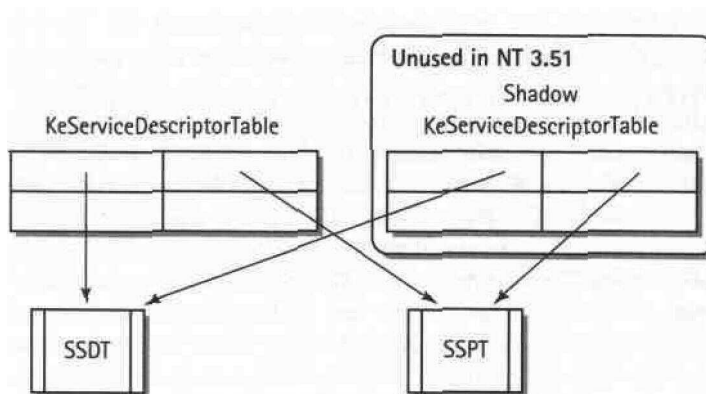 Unused in NT 3.51
Shadow
KeServiceDescriptorTable
KeServiceDescriptorTable
SSDT
SSPT